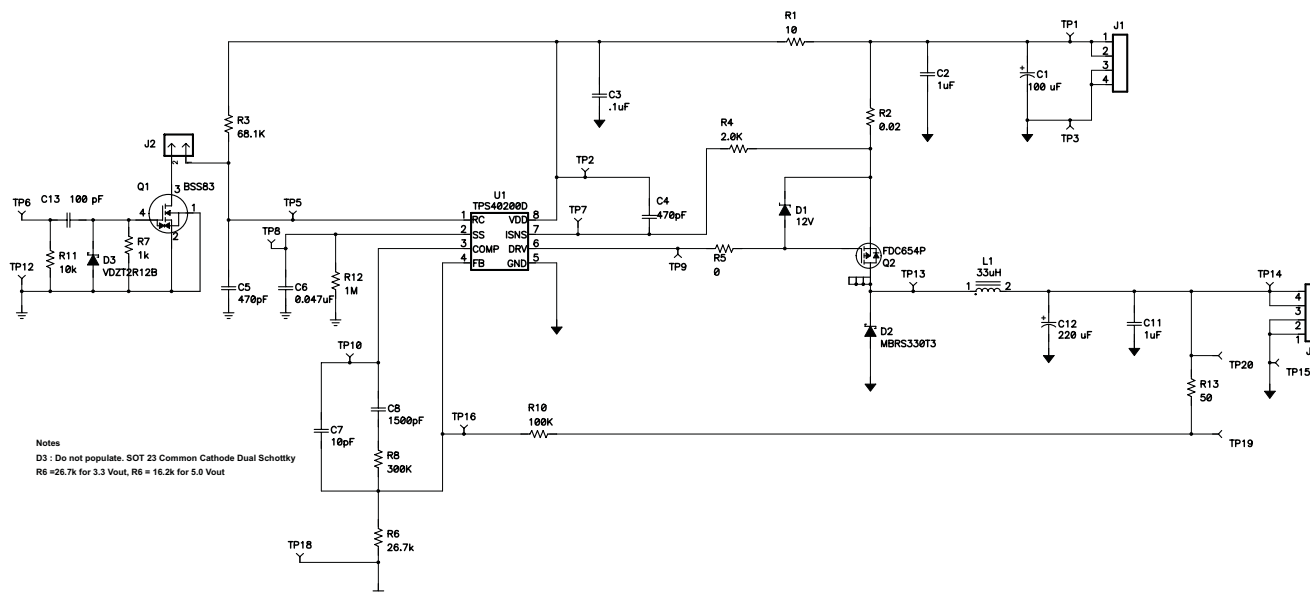 R1
10
TP1
J1
1
2
3
4
C3
.1uF
C2
1uF
+
C1
100 uF
R2
0.02
TP3
R3
68.1K
R4
2.0K
J2
2
1
TP2
Q1
BSS83
3
4
1
2
C13 100 pF
TP6
TP5
U1
TPS40200D
1 RC VDD 8
2 SS ISNS 7
3 COMP DRV 6
4 FB GND 5
C4
470pF
TP7
D1
12V
TP8
R11
10k
D3
VDZT2R12B
R7
1k
TP12
TP9
R5
0
FDC654P
Q2
C5
470pF
C6
0.047uF
R12
1M
TP13
L1
33uH
1
2
TP14
4
3
2
1
J
D2
MBRS330T3
+
C12
220 uF
C11
1uF
TP20
TP15
R13
50
TP10
C7
10pF
C8
1500pF
R8
300K
TP16
R10
100K
TP19
Notes
D3 : Do not populate. SOT 23 Common Cathode Dual Schottky
R6 =26.7k for 3.3 Vout, R6 = 16.2k for 5.0 Vout
R6
26.7k
TP18